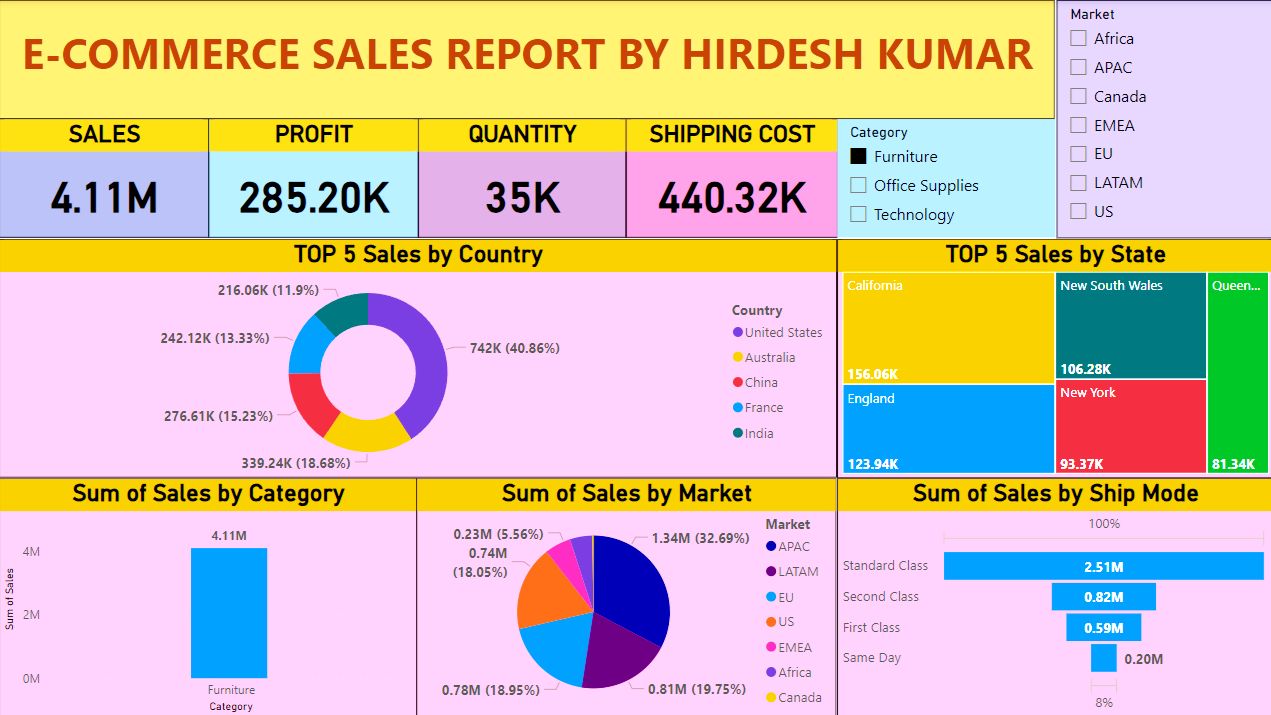 E-COMMERCE SALES REPORT BY HIRDESH KUMAR
Market
Africa
APAC
Canada
EMEA
EU
LATAM
US
SALES
4.11M
PROFIT
285.20K
QUANTITY
35K
SHIPPING COST
440.32K
Category
Furniture
Office Supplies
Technology
TOP 5 Sales by Country
216.06K (11.9%)
242.12K (13.33%)
276.61K (15.23%)
339.24K (18.68%)
742K (40.86%)
Country
United States
Australia
China
France
India
TOP 5 Sales by State
California
156.06K
England
123.94K
New South Wales
106.28K
New York
93.37K
Queen...
81.34K
Sum of Sales by Category
4.11M
4M
2M
0M
Sum of Sales
Furniture
Category
Sum of Sales by Market
0.23M (5.56%)
0.74M
(18.05%)
0.78M (18.95%)
1.34M (32.69%)
0.81M (19.75%)
Market
APAC
LATAM
EU
US
EMEA
Africa
Canada
Sum of Sales by Ship Mode
100%
Standard Class
2.51M
Second Class
0.82M
First Class
0.59M
Same Day
0.20M
8%